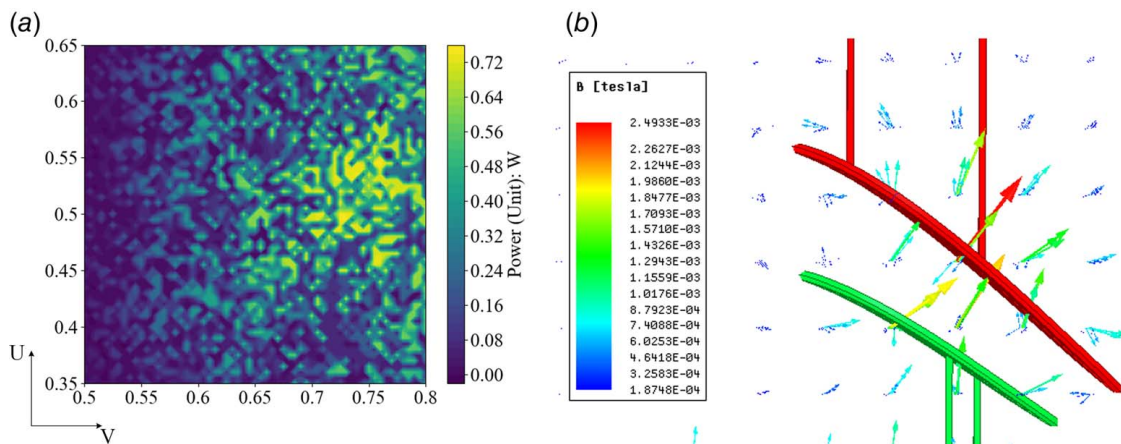 (a)
0.65
0.6
0.55
0.5
0.45
0.4
0.35
0.5 0.55 0.6 0.65 0.7 0.75 0.8
U
V
0.72
0.64
0.56
0.48
0.40
0.32
0.24
0.16
0.08
0.00
Power (Unit): W
(b)
B [tesla]
2.4933E-03
2.2627E-03
2.1244E-03
1.9860E-03
1.8477E-03
1.7093E-03
1.5710E-03
1.4326E-03
1.2943E-03
1.1559E-03
1.0176E-03
8.7923E-04
7.4088E-04
6.0253E-04
4.6418E-04
3.2583E-04
1.8748E-04